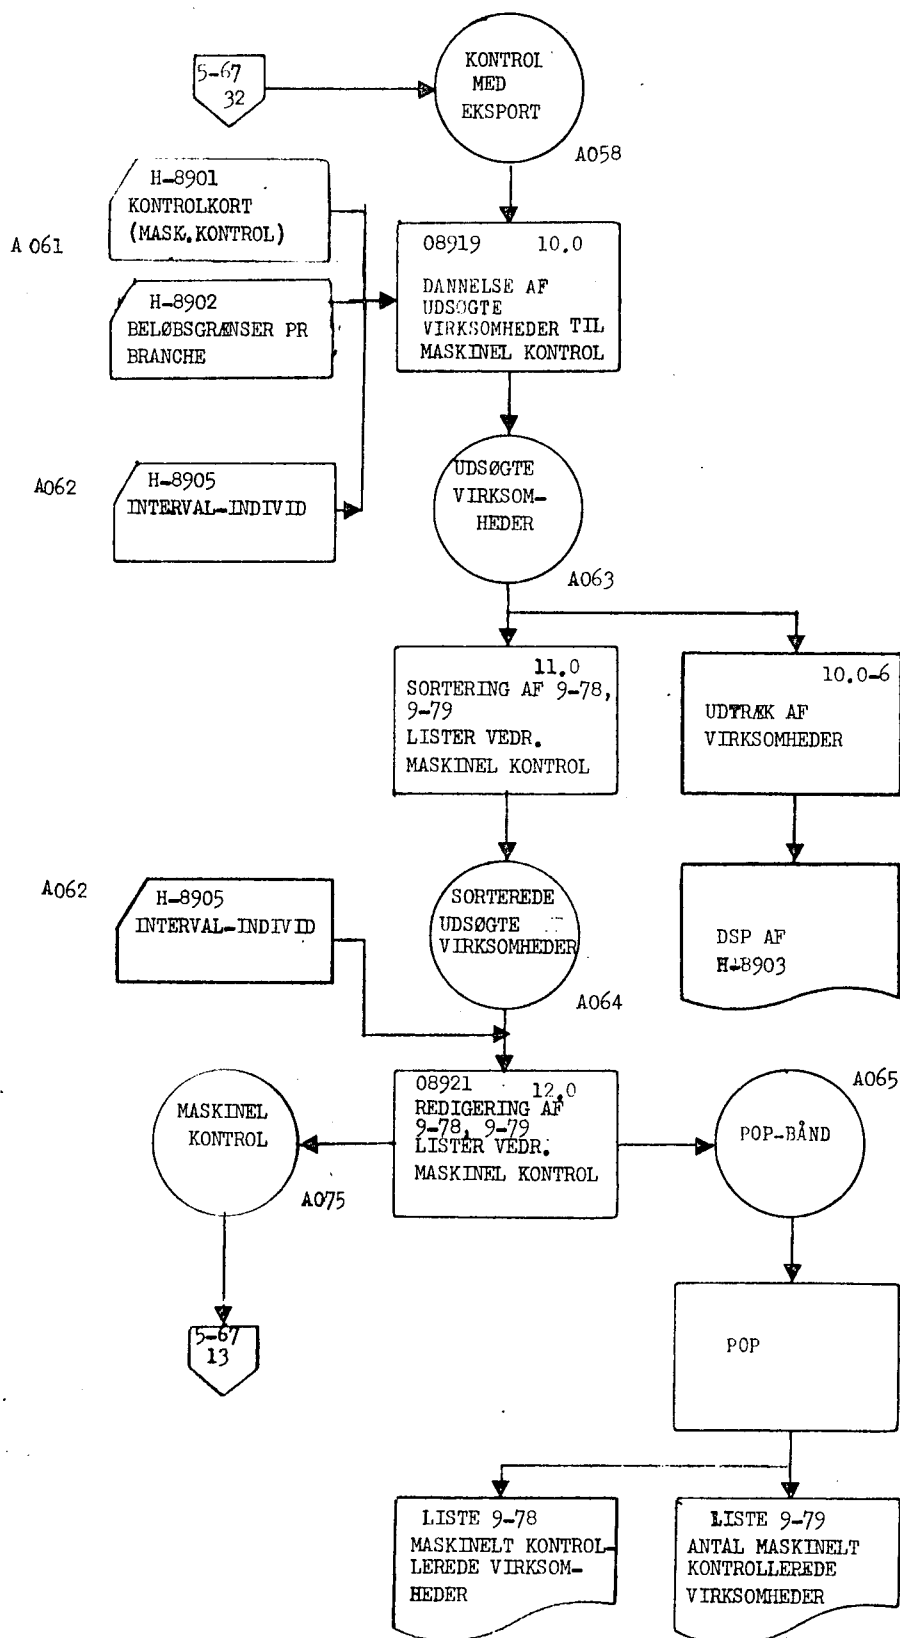 5-67
32
KONTROL
MED
EKSPORT
A058
H-8901
KONTROLKORT
(MASK.KONTROL)
A061
08919 10.0
DANNELSE AF
UDSØGTE
VIRKSOMHEDER TIL
MASKINEL KONTROL
H-8902
BELØBSGRÆNSER PR
BRANCHE
A062
H-8905
INTERVAL-INDIVID
UDSØGTE
VIRKSOM-
HEDER
A063
11.0
SORTERING AF 9-78,
9-79
LISTER VEDR.
MASKINEL KONTROL
10.0-6
UDTRÆK AF
VIRKSOMHEDER
A062
H-8905
INTERVAL-INDIVID
SORTEREDE
UDSØGTE
VIRKSOMHEDER
A064
DSP AF
H-8903
MASKINEL
KONTROL
A075
08921 12.0
REDIGERING AF
9-78, 9-79
LISTER VEDR.
MASKINEL KONTROL
A065
POP-BÅND
5-67
13
POP
LISTE 9-78
MASKINELT KONTROL-
LEREDE VIRKSOM-
HEDER
LISTE 9-79
ANTAL MASKINELT
KONTROLLEREDE
VIRKSOMHEDER